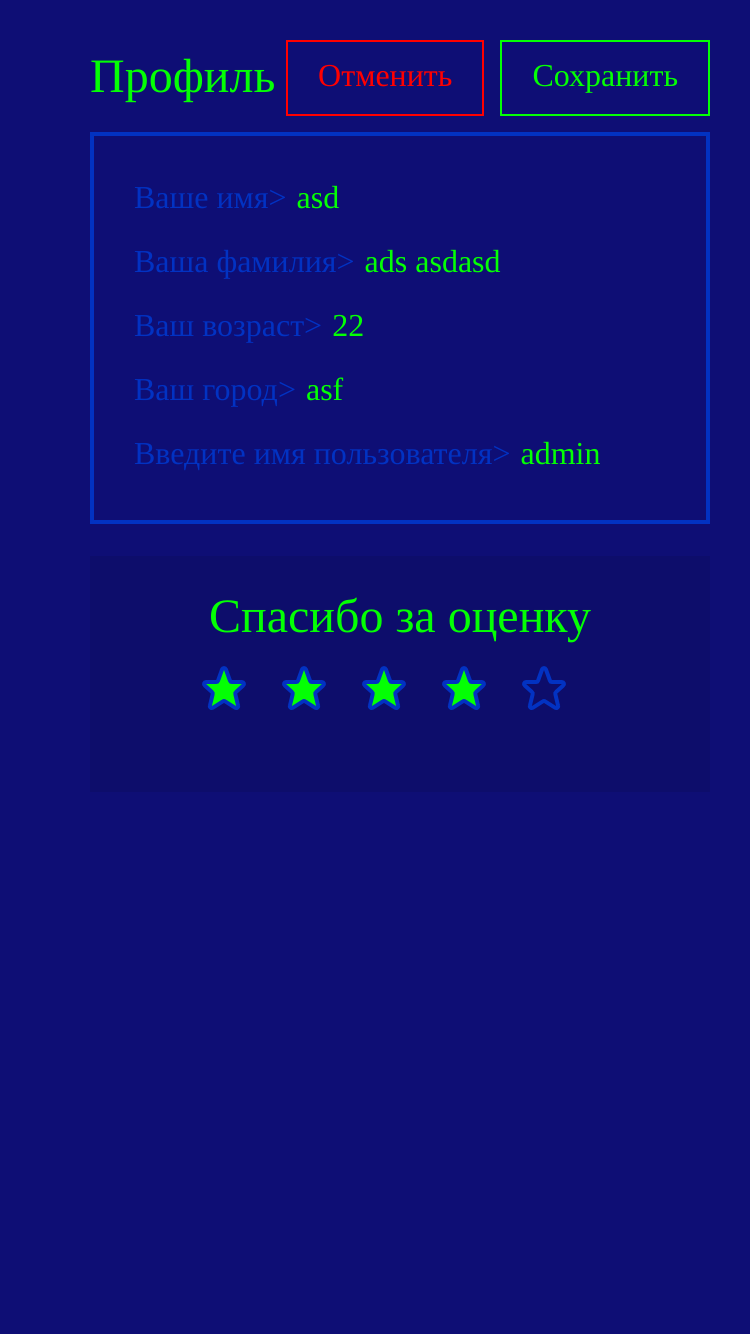 Профиль Отменить Сохранить
Ваше имя> asd
Ваша фамилия> ads asdasd
Ваш возраст> 22
Ваш город> asf
Введите имя пользователя> admin
Спасибо за оценку